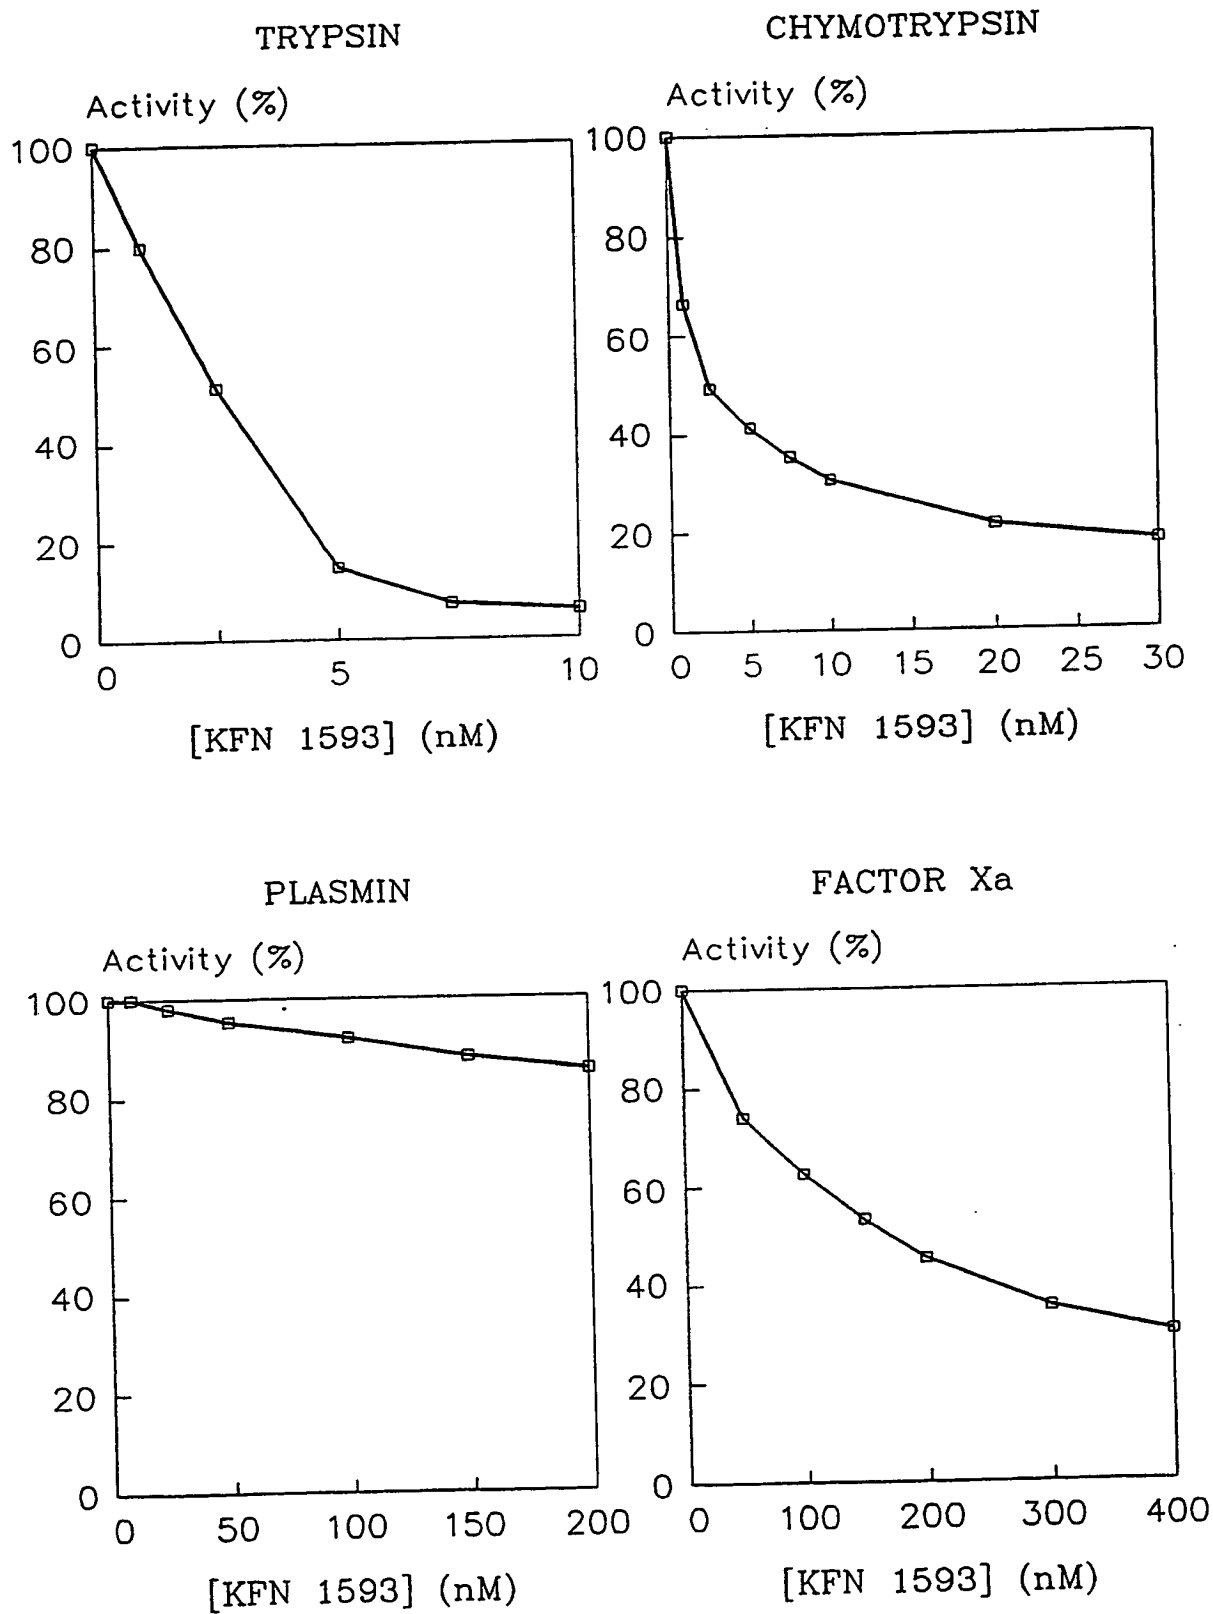 TRYPSIN
Activity (%)
100
80
60
40
20
0
0 5 10
[KFN 1593] (nM)
CHYMOTRYPSIN
Activity (%)
100
80
60
40
20
0
0 5 10 15 20 25 30
[KFN 1593] (nM)
PLASMIN
Activity (%)
100
80
60
40
20
0
0 50 100 150 200
[KFN 1593] (nM)
FACTOR Xa
Activity (%)
100
80
60
40
20
0
0 100 200 300 400
[KFN 1593] (nM)